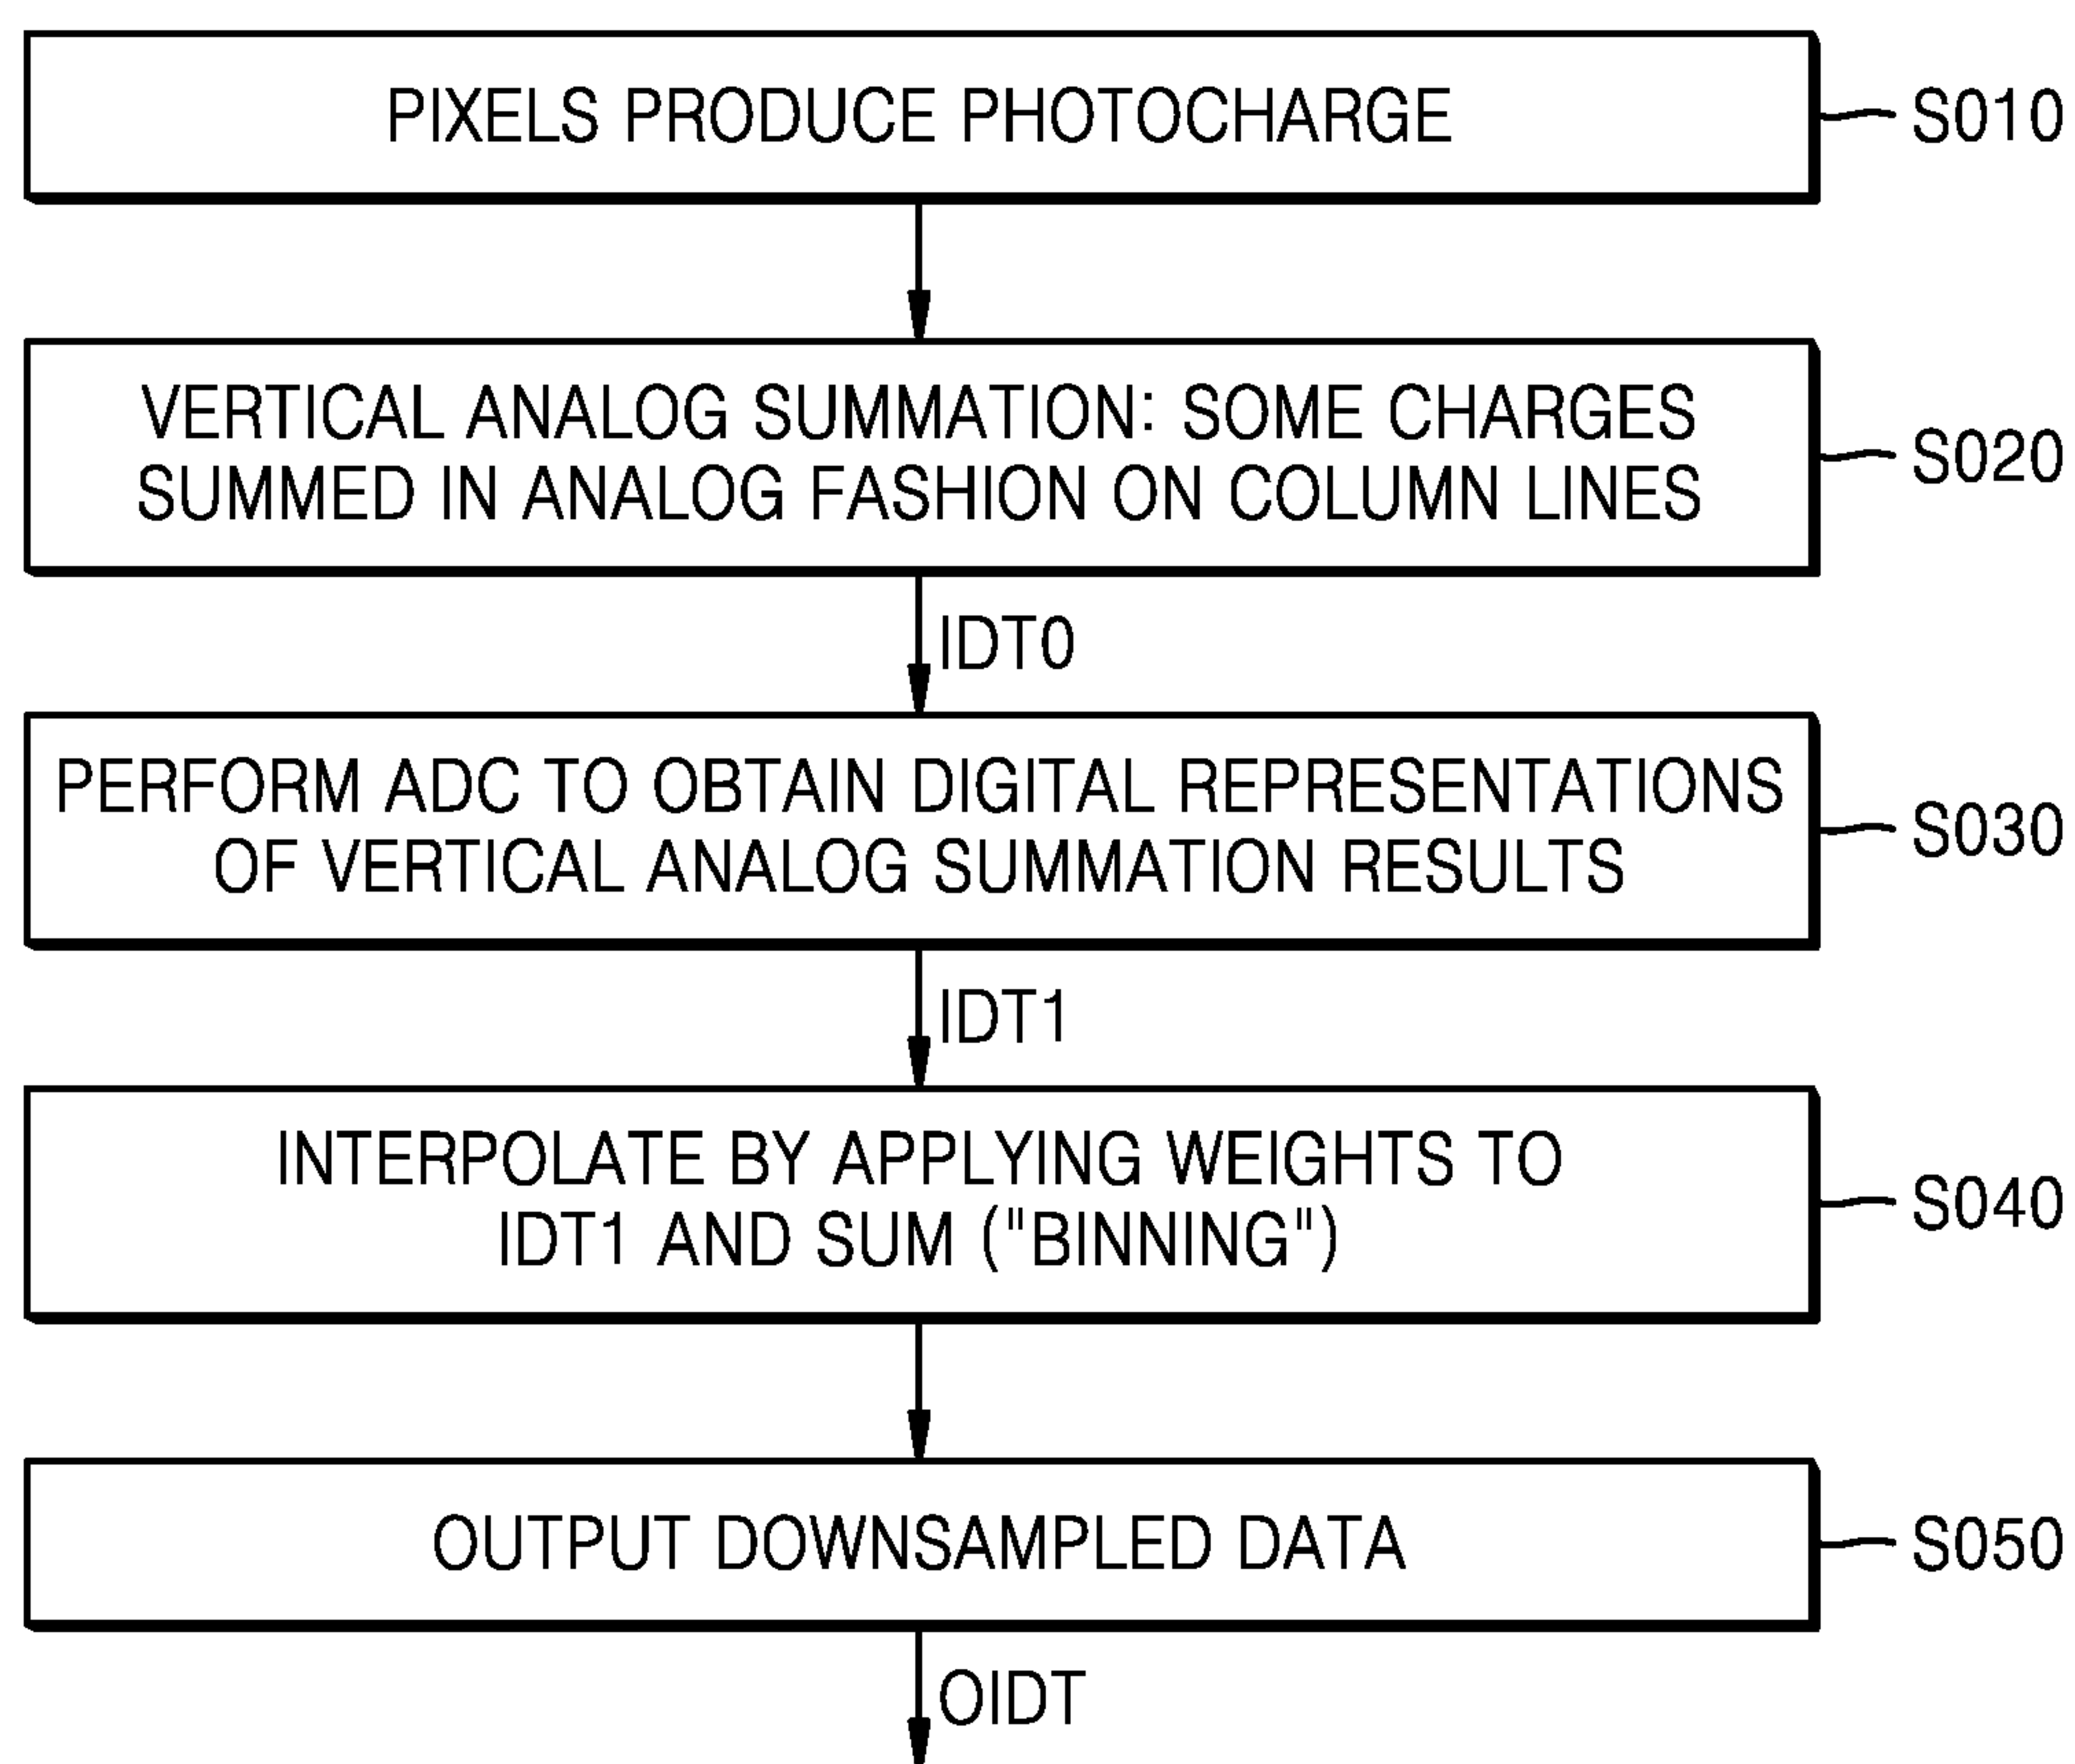 PIXELS PRODUCE PHOTOCHARGE
S010
VERTICAL ANALOG SUMMATION: SOME CHARGES
SUMMED IN ANALOG FASHION ON COLUMN LINES
S020
IDT0
PERFORM ADC TO OBTAIN DIGITAL REPRESENTATIONS
OF VERTICAL ANALOG SUMMATION RESULTS
S030
IDT1
INTERPOLATE BY APPLYING WEIGHTS TO
IDT1 AND SUM ("BINNING")
S040
OUTPUT DOWNSAMPLED DATA
S050
OIDT